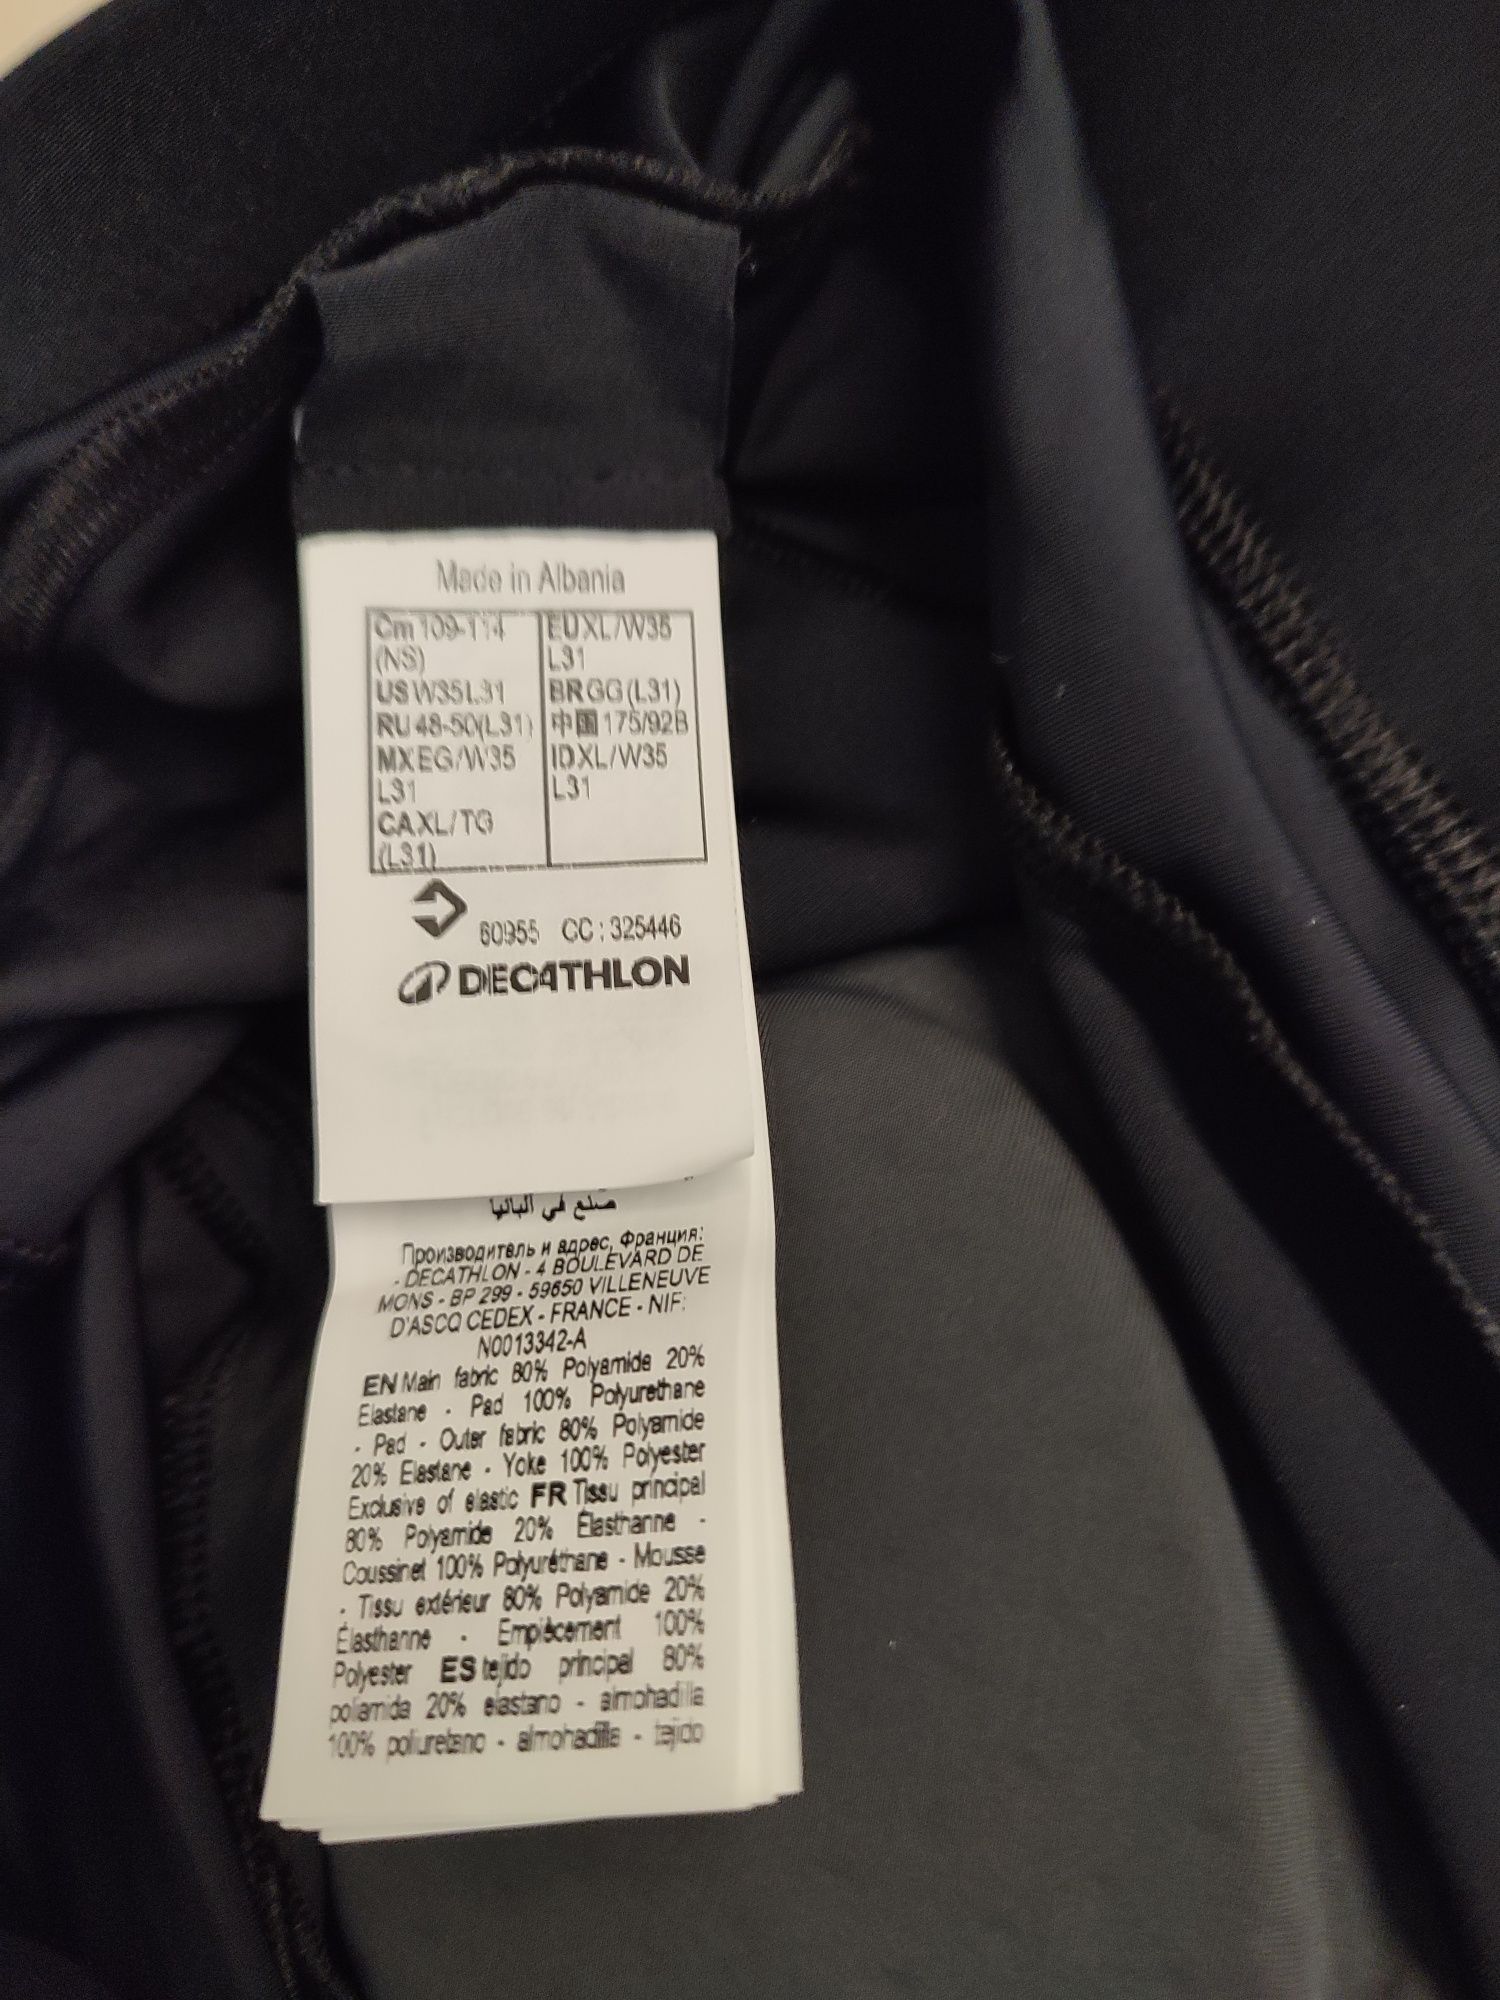 Made in Albania
Cm 109-114
(NS)
US W35L31
RU 48-50(L31)
MX EG/W35
L31
CA XL/TG
(L31)
EU XL/W35
L31
BR GG (L31)
中国 175/92B
ID XL/W35
L31
60955 CC : 325446
DECATHLON
صنع في ألبانيا
Производитель и адрес, Франция:
- DECATHLON - 4 BOULEVARD DE
MONS - BP 299 - 59650 VILLENEUVE
D'ASCQ CEDEX - FRANCE - NIF:
N0013342-A
EN Main fabric 80% Polyamide 20%
Elastane - Pad 100% Polyurethane
- Pad - Outer fabric 80% Polyamide
20% Elastane - Yoke 100% Polyester
Exclusive of elastic FR Tissu principal
80% Polyamide 20% Élasthanne -
Coussinet 100% Polyuréthane - Mousse
- Tissu extérieur 80% Polyamide 20%
Élasthanne - Empiècement 100%
Polyester ES tejido principal 80%
poliamida 20% elastano - almohadilla
100% poliuretano - almohadilla - tejido